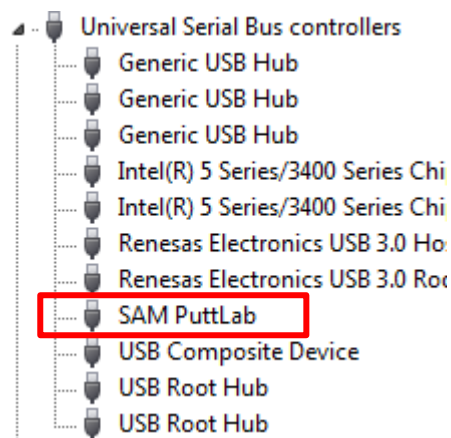 Universal Serial Bus controllers
Generic USB Hub
Generic USB Hub
Generic USB Hub
Intel(R) 5 Series/3400 Series Chi
Intel(R) 5 Series/3400 Series Chi
Renesas Electronics USB 3.0 Ho
Renesas Electronics USB 3.0 Roo
SAM PuttLab
USB Composite Device
USB Root Hub
USB Root Hub